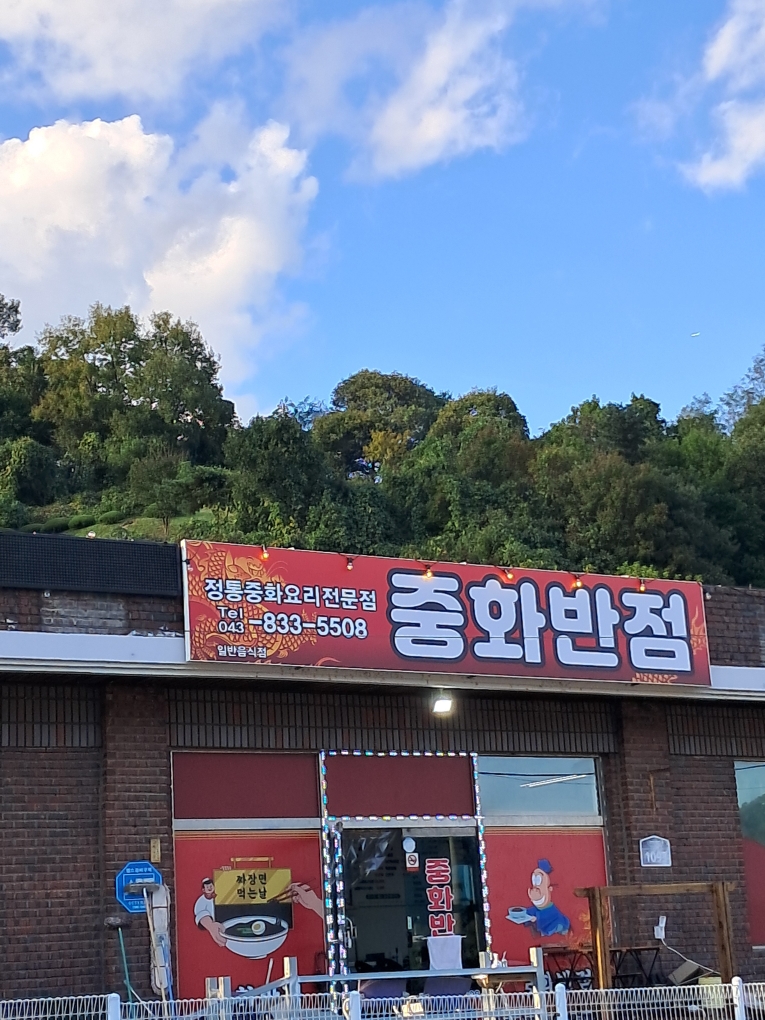 정통중화요리전문점
Tel
043-833-5508
일반음식점
중화반점
짜장면
먹는날
중화반